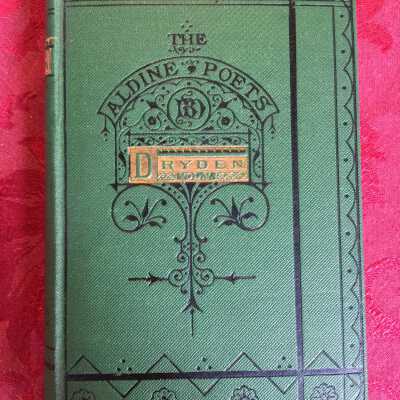 THE
ALDINE POETS
DRYDEN